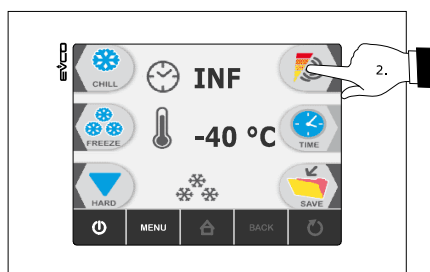 EVCO
CHILL
INF
2.
FREEZE
-40 °C
TIME
HARD
SAVE
MENU
BACK